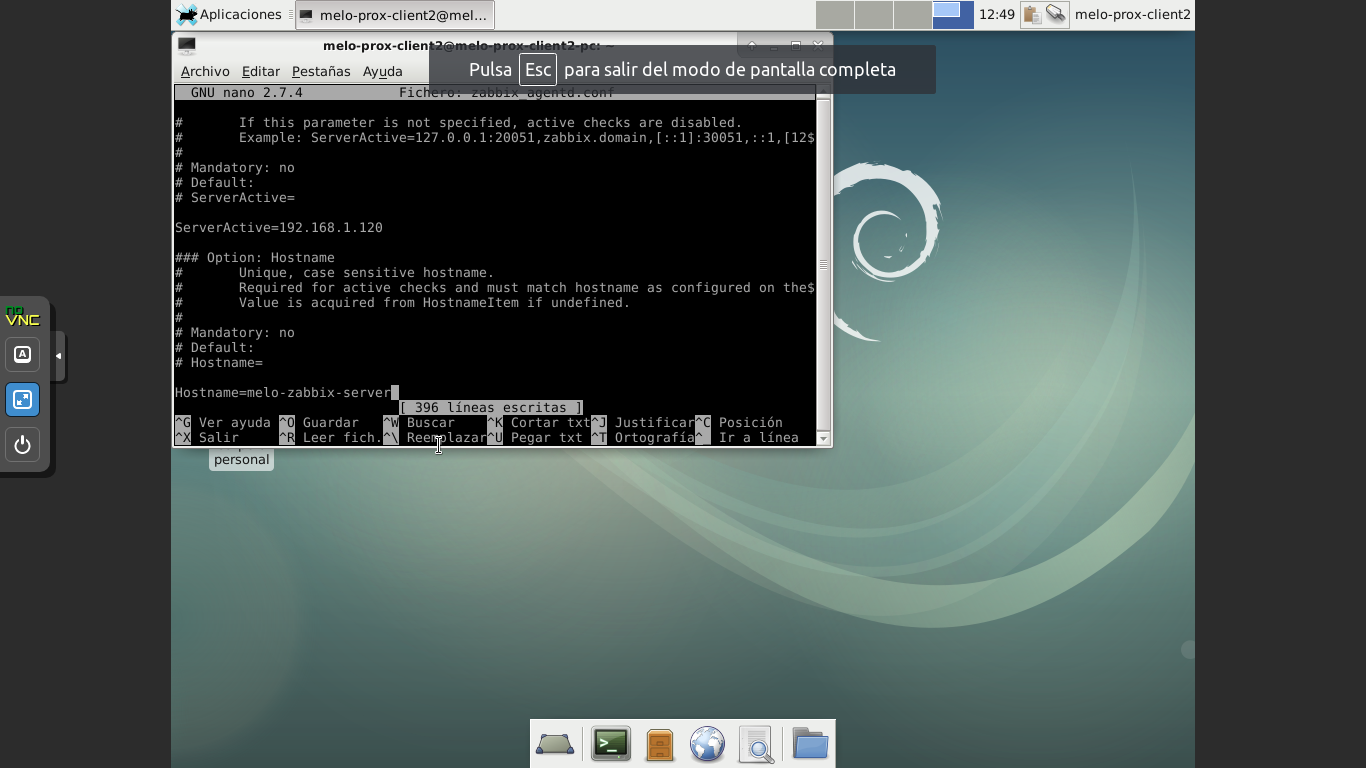 Aplicaciones
melo-prox-client2@mel...
12:49
melo-prox-client2
melo-prox-client2@melo-prox-client2-pc: ~
Archivo Editar Pestañas Ayuda
Pulsa Esc para salir del modo de pantalla completa
GNU nano 2.7.4 Fichero: zabbix_agentd.conf
# If this parameter is not specified, active checks are disabled.
# Example: ServerActive=127.0.0.1:20051,zabbix.domain,[::1]:30051,::1,[12$
#
# Mandatory: no
# Default:
# ServerActive=
ServerActive=192.168.1.120
### Option: Hostname
# Unique, case sensitive hostname.
# Required for active checks and must match hostname as configured on the$
# Value is acquired from HostnameItem if undefined.
#
# Mandatory: no
# Default:
# Hostname=
Hostname=melo-zabbix-server
[ 396 líneas escritas ]
^G Ver ayuda ^O Guardar ^W Buscar ^K Cortar txt ^J Justificar ^C Posición
^X Salir ^R Leer fich. ^\ Reemplazar ^U Pegar txt ^T Ortografía ^_ Ir a línea
personal
no
VNC
A